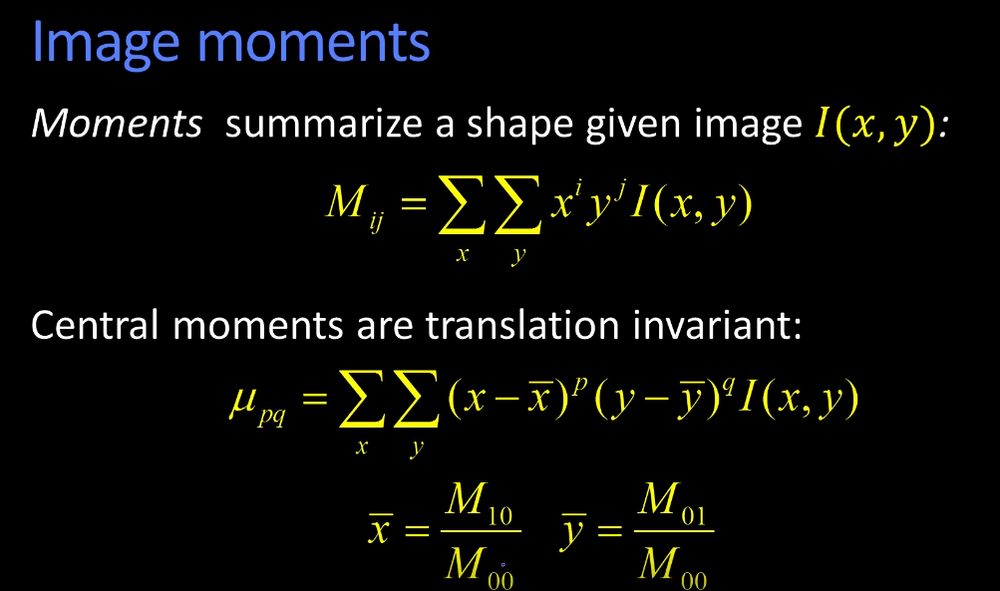 Image moments
Moments summarize a shape given image I(x, y):
M_{ij} = \sum_x \sum_y x^i y^j I(x, y)
Central moments are translation invariant:
\mu_{pq} = \sum_x \sum_y (x - \overline{x})^p (y - \overline{y})^q I(x, y)
\overline{x} = \frac{M_{10}}{M_{00}} \overline{y} = \frac{M_{01}}{M_{00}}